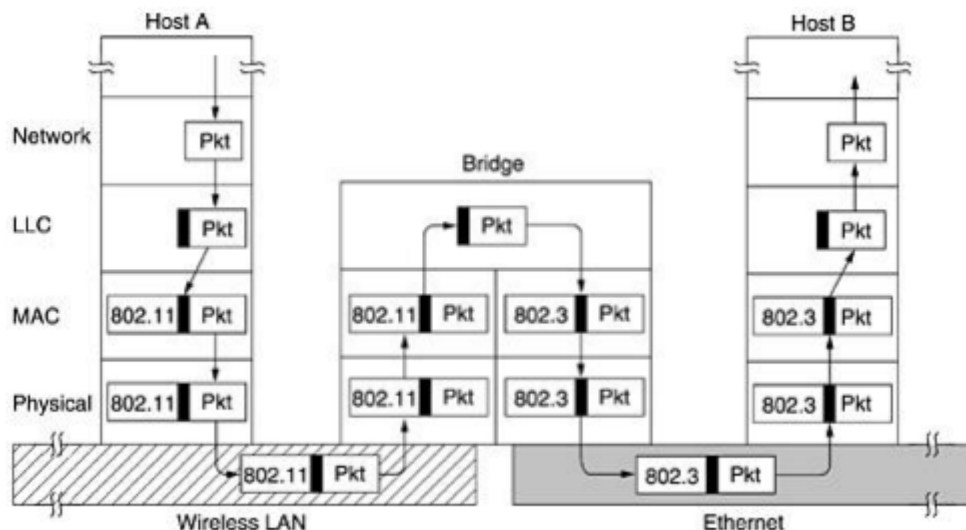 Host A
Host B
Network
Pkt
Pkt
Bridge
LLC
Pkt
Pkt
Pkt
MAC
802.11 Pkt
802.11 Pkt
802.3 Pkt
802.3 Pkt
Physical
802.11 Pkt
802.11 Pkt
802.3 Pkt
802.3 Pkt
802.11 Pkt
802.3 Pkt
Wireless LAN
Ethernet